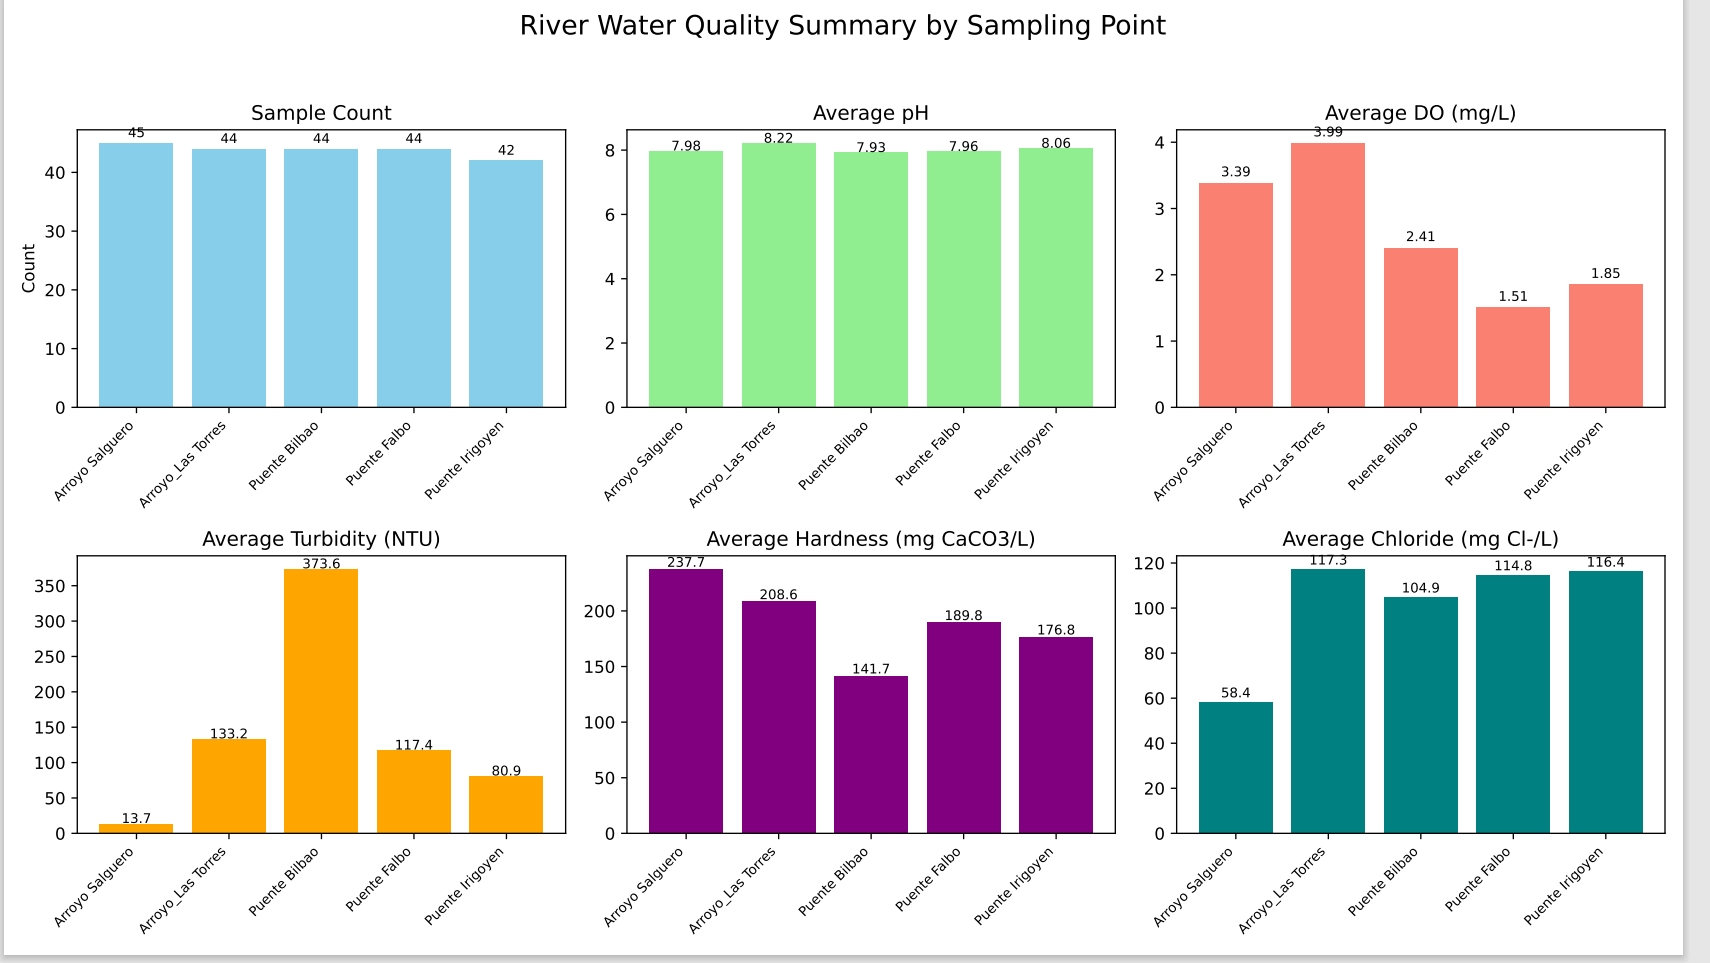 River Water Quality Summary by Sampling Point
Sample Count
45
44
44
44
42
40
30
20
10
0
Count
Arroyo Salguero
Arroyo_Las Torres
Puente Bilbao
Puente Falbo
Puente Irigoyen
Average pH
7.98
8.22
7.93
7.96
8.06
8
6
4
2
0
Arroyo Salguero
Arroyo_Las Torres
Puente Bilbao
Puente Falbo
Puente Irigoyen
Average DO (mg/L)
3.39
3.99
2.41
1.51
1.85
4
3
2
1
0
Arroyo Salguero
Arroyo_Las Torres
Puente Bilbao
Puente Falbo
Puente Irigoyen
Average Turbidity (NTU)
13.7
133.2
373.6
117.4
80.9
350
300
250
200
150
100
50
0
Arroyo Salguero
Arroyo_Las Torres
Puente Bilbao
Puente Falbo
Puente Irigoyen
Average Hardness (mg CaCO3/L)
237.7
208.6
141.7
189.8
176.8
200
150
100
50
0
Arroyo Salguero
Arroyo_Las Torres
Puente Bilbao
Puente Falbo
Puente Irigoyen
Average Chloride (mg Cl-/L)
58.4
117.3
104.9
114.8
116.4
120
100
80
60
40
20
0
Arroyo Salguero
Arroyo_Las Torres
Puente Bilbao
Puente Falbo
Puente Irigoyen